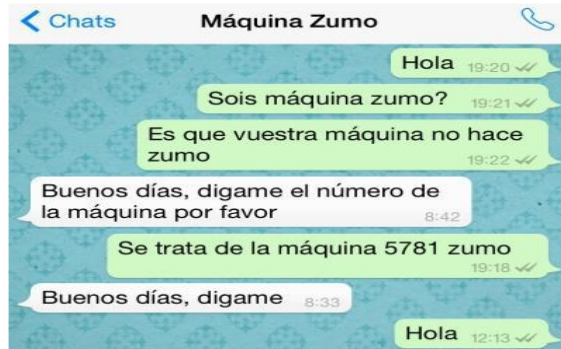 Chats
Máquina Zumo
Hola 19:20
Sois máquina zumo? 19:21
Es que vuestra máquina no hace
zumo 19:22
Buenos días, digame el número de
la máquina por favor 8:42
Se trata de la máquina 5781 zumo
19:18
Buenos días, digame 8:33
Hola 12:13